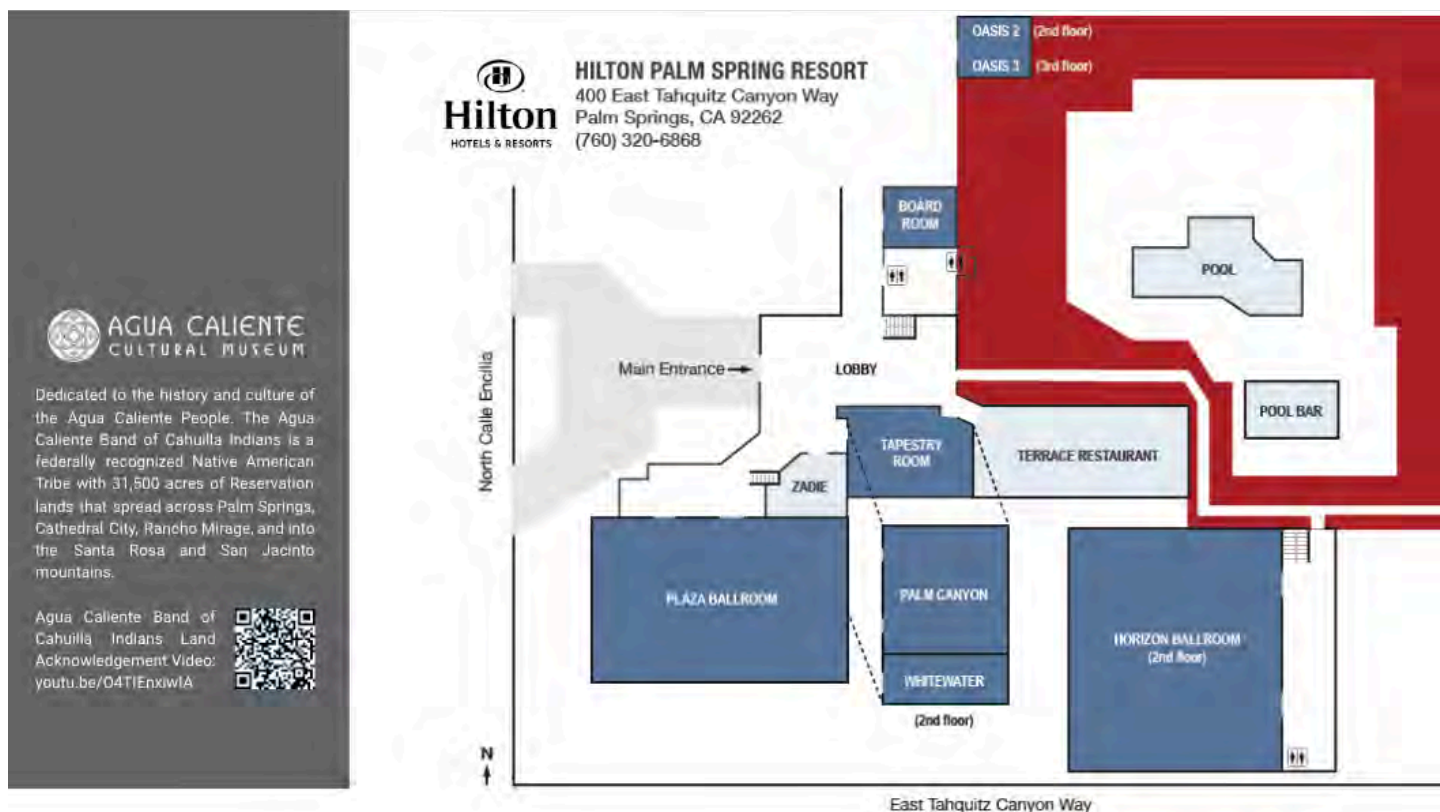 AGUA CALIENTE
CULTURAL MUSEUM
Dedicated to the history and culture of
the Agua Caliente People. The Agua
Caliente Band of Cahuilla Indians is a
federally recognized Native American
Tribe with 31,500 acres of Reservation
lands that spread across Palm Springs,
Cathedral City, Rancho Mirage, and into
the Santa Rosa and San Jacinto
mountains.
Agua Caliente Band of
Cahuilla Indians Land
Acknowledgement Video:
Hilton
HOTELS & RESORTS
HILTON PALM SPRING RESORT
400 East Tahquitz Canyon Way
Palm Springs, CA 92262
(760) 320-6868
OASIS 2 (2nd floor)
OASIS 3 (3rd floor)
BOARD
ROOM
POOL
Main Entrance
LOBBY
POOL BAR
TAPESTRY
ROOM
TERRACE RESTAURANT
ZADIE
North Calle Encilia
PLAZA BALLROOM
PALM CANYON
WHITEWATER
(2nd floor)
HORIZON BALLROOM
(2nd floor)
N
East Tahquitz Canyon Way